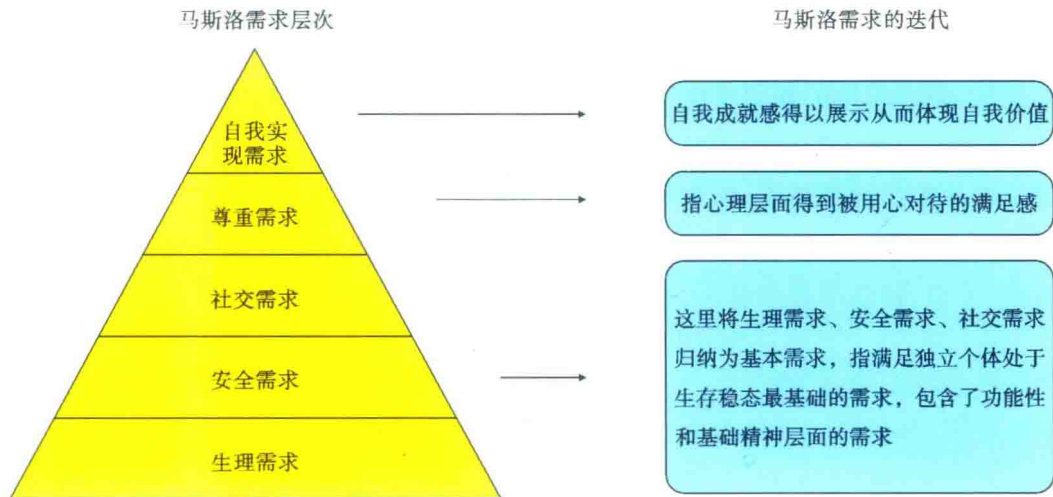 马斯洛需求层次
马斯洛需求的迭代
自我实
现需求
尊重需求
社交需求
安全需求
生理需求
自我成就感得以展示从而体现自我价值
指心理层面得到被用心对待的满足感
这里将生理需求、安全需求、社交需求
归纳为基本需求，指满足独立个体处于
生存稳态最基础的需求，包含了功能性
和基础精神层面的需求